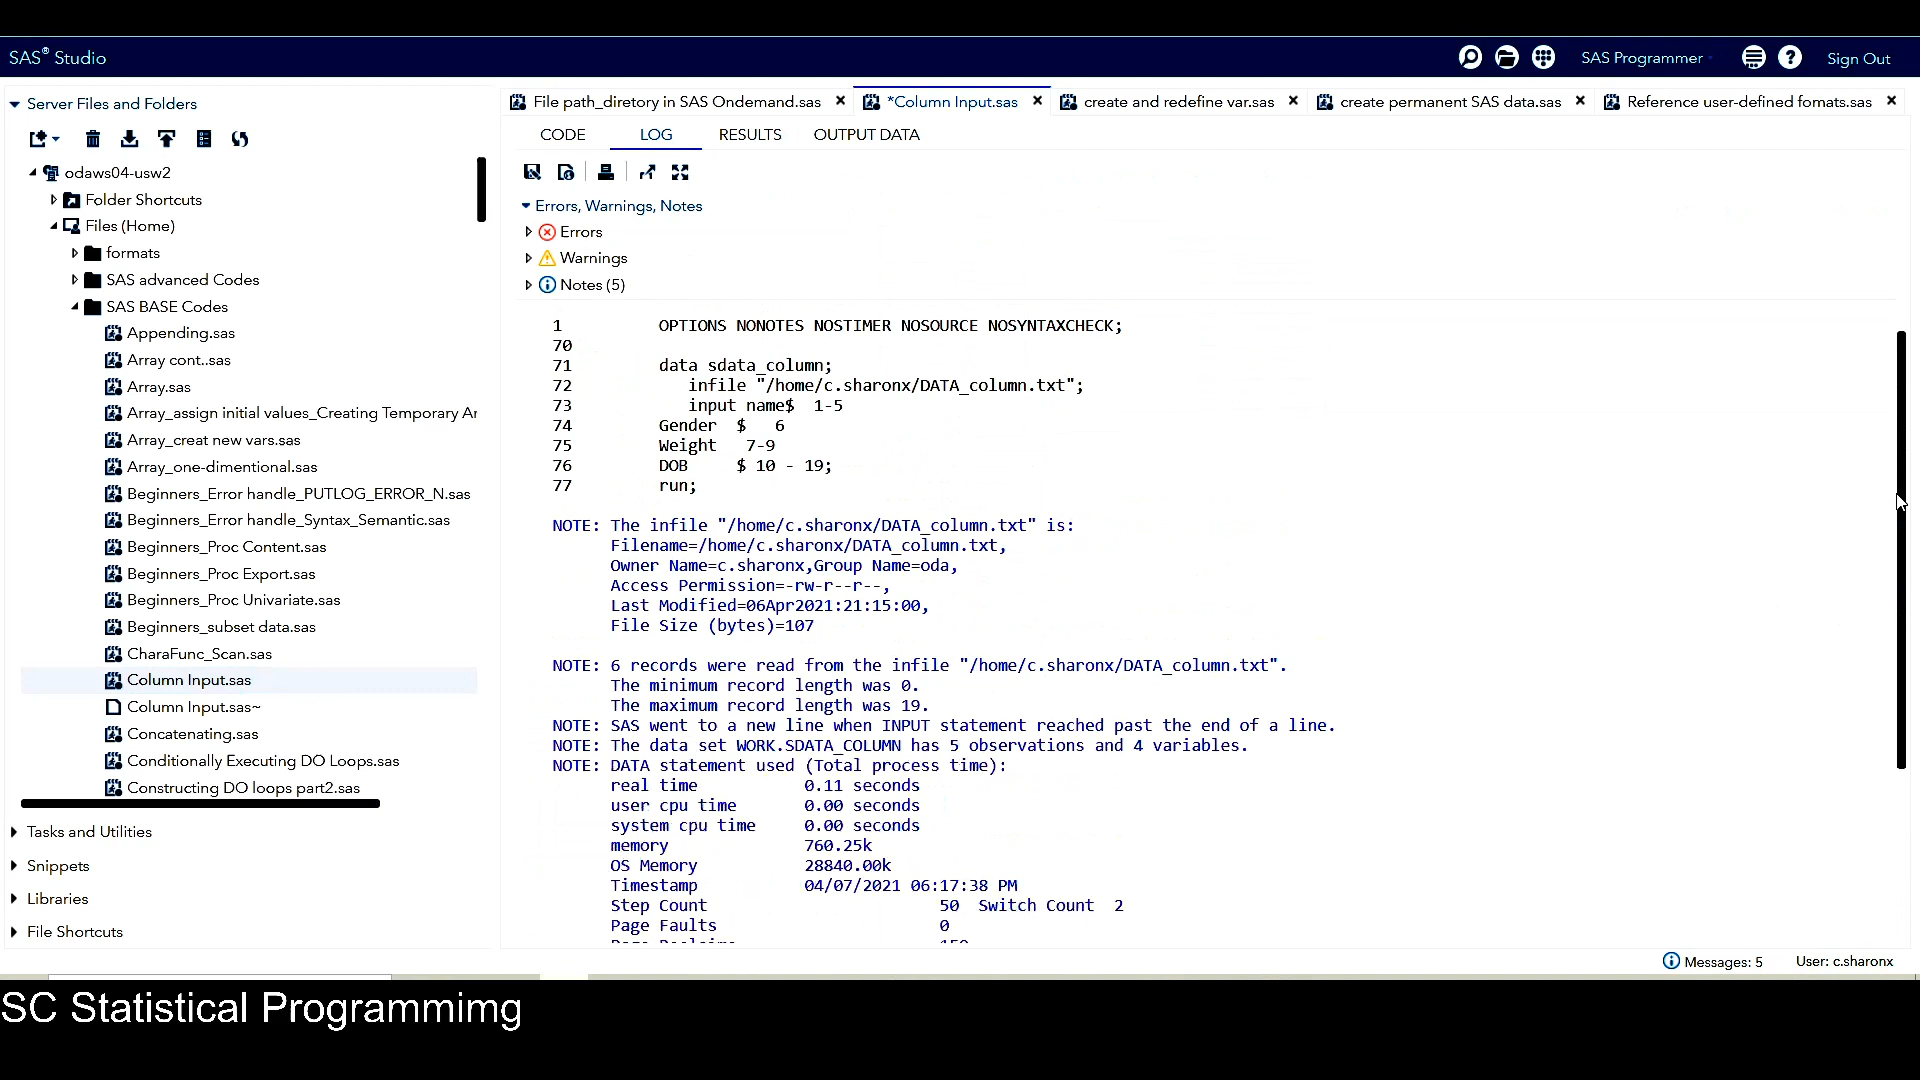 SAS® Studio
SAS Programmer
Sign Out
Server Files and Folders
odaws04-usw2
Folder Shortcuts
Files (Home)
formats
SAS advanced Codes
SAS BASE Codes
Appending.sas
Array cont..sas
Array.sas
Array_assign initial values_Creating Temporary Ar
Array_creat new vars.sas
Array_one-dimentional.sas
Beginners_Error handle_PUTLOG_ERROR_N.sas
Beginners_Error handle_Syntax_Semantic.sas
Beginners_Proc Content.sas
Beginners_Proc Export.sas
Beginners_Proc Univariate.sas
Beginners_subset data.sas
CharaFunc_Scan.sas
Column Input.sas
Column Input.sas~
Concatenating.sas
Conditionally Executing DO Loops.sas
Constructing DO loops part2.sas
Tasks and Utilities
Snippets
Libraries
File Shortcuts
File path_diretory in SAS Ondemand.sas
*Column Input.sas
create and redefine var.sas
create permanent SAS data.sas
Reference user-defined fomats.sas
CODE LOG RESULTS OUTPUT DATA
Errors, Warnings, Notes
Errors
Warnings
Notes (5)
1 OPTIONS NONOTES NOSTIMER NOSOURCE NOSYNTAXCHECK;
70
71 data sdata_column;
72 infile "/home/c.sharonx/DATA_column.txt";
73 input name$ 1-5
74 Gender $ 6
75 Weight 7-9
76 DOB $ 10 - 19;
77 run;
NOTE: The infile "/home/c.sharonx/DATA_column.txt" is:
Filename=/home/c.sharonx/DATA_column.txt,
Owner Name=c.sharonx,Group Name=oda,
Access Permission=-rw-r--r--,
Last Modified=06Apr2021:21:15:00,
File Size (bytes)=107
NOTE: 6 records were read from the infile "/home/c.sharonx/DATA_column.txt".
The minimum record length was 0.
The maximum record length was 19.
NOTE: SAS went to a new line when INPUT statement reached past the end of a line.
NOTE: The data set WORK.SDATA_COLUMN has 5 observations and 4 variables.
NOTE: DATA statement used (Total process time):
real time 0.11 seconds
user cpu time 0.00 seconds
system cpu time 0.00 seconds
memory 760.25k
OS Memory 28840.00k
Timestamp 04/07/2021 06:17:38 PM
Step Count 50 Switch Count 2
Page Faults 0
Messages: 5
User: c.sharonx
SC Statistical Programmimg